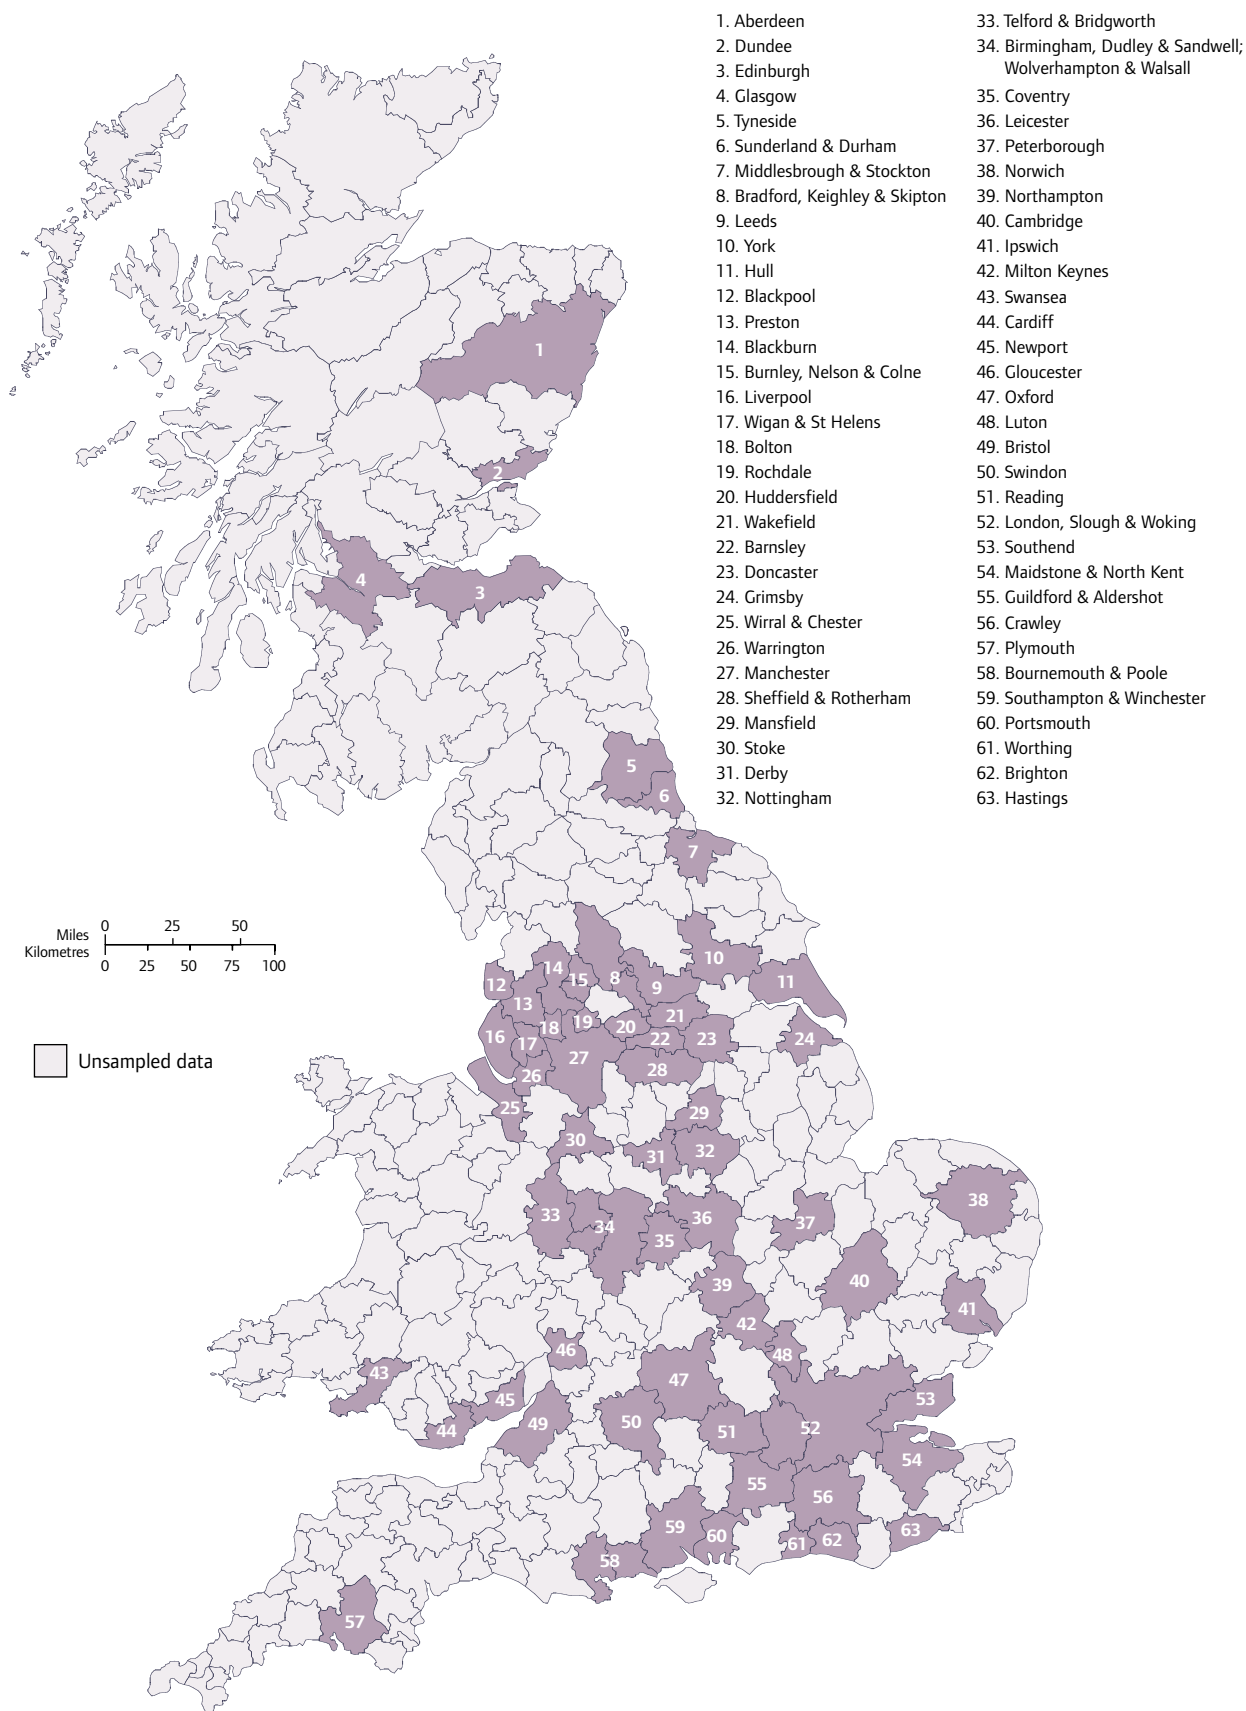 1. Aberdeen
2. Dundee
3. Edinburgh
4. Glasgow
5. Tyneside
6. Sunderland & Durham
7. Middlesbrough & Stockton
8. Bradford, Keighley & Skipton
9. Leeds
10. York
11. Hull
12. Blackpool
13. Preston
14. Blackburn
15. Burnley, Nelson & Colne
16. Liverpool
17. Wigan & St Helens
18. Bolton
19. Rochdale
20. Huddersfield
21. Wakefield
22. Barnsley
23. Doncaster
24. Grimsby
25. Wirral & Chester
26. Warrington
27. Manchester
28. Sheffield & Rotherham
29. Mansfield
30. Stoke
31. Derby
32. Nottingham
33. Telford & Bridgworth
34. Birmingham, Dudley & Sandwell;
Wolverhampton & Walsall
35. Coventry
36. Leicester
37. Peterborough
38. Norwich
39. Northampton
40. Cambridge
41. Ipswich
42. Milton Keynes
43. Swansea
44. Cardiff
45. Newport
46. Gloucester
47. Oxford
48. Luton
49. Bristol
50. Swindon
51. Reading
52. London, Slough & Woking
53. Southend
54. Maidstone & North Kent
55. Guildford & Aldershot
56. Crawley
57. Plymouth
58. Bournemouth & Poole
59. Southampton & Winchester
60. Portsmouth
61. Worthing
62. Brighton
63. Hastings
1
2
4
3
5
6
7
Miles 0 25 50
Kilometres 0 25 50 75 100
Unsampled data
10
14
15
8
9
11
12
13
21
19
18
20
16
17
22
23
24
27
28
26
25
29
30
31
32
38
33
34
36
37
35
40
39
41
42
46
48
43
47
45
53
49
50
51
52
44
54
55
56
59
60
61
62
63
58
57